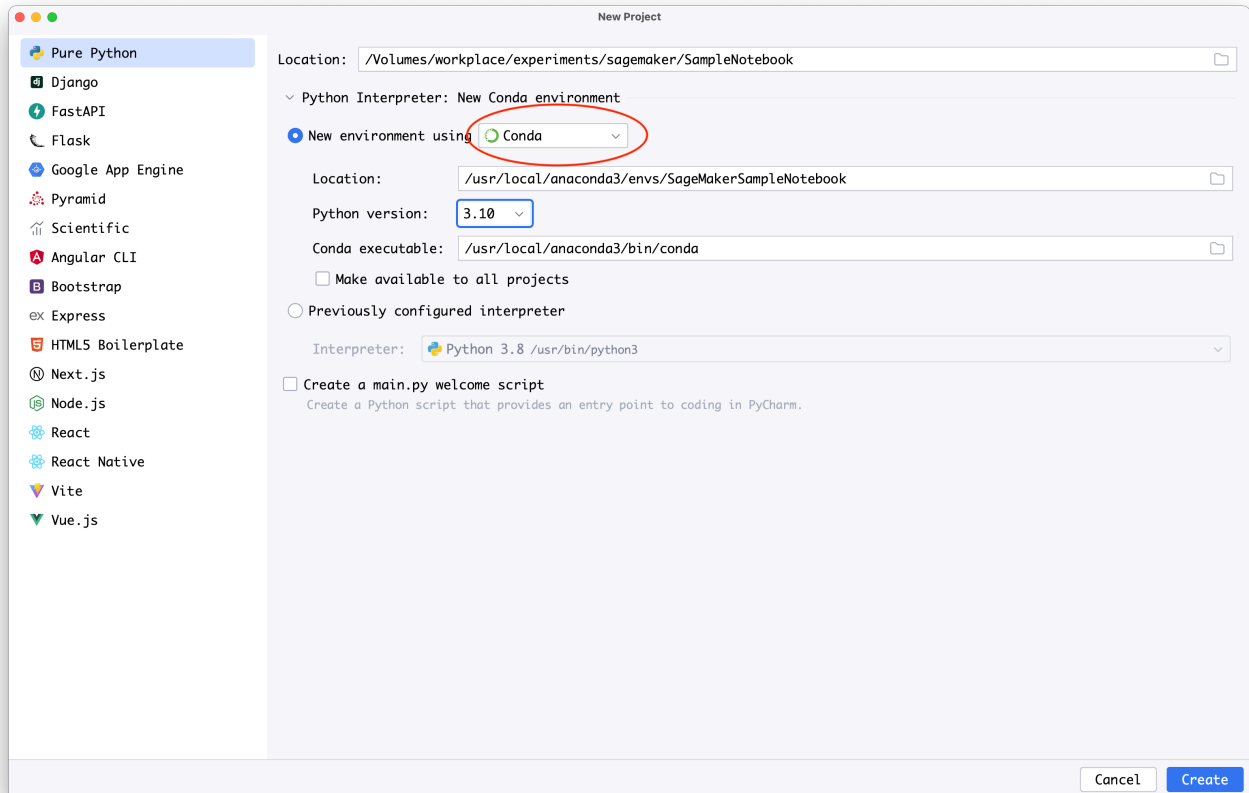 New Project
Pure Python
Django
FastAPI
Flask
Google App Engine
Pyramid
Scientific
Angular CLI
Bootstrap
Express
HTML5 Boilerplate
Next.js
Node.js
React
React Native
Vite
Vue.js
Location: /Volumes/workplace/experiments/sagemaker/SampleNotebook
Python Interpreter: New Conda environment
New environment using Conda
Location: /usr/local/anaconda3/envs/SageMakerSampleNotebook
Python version: 3.10
Conda executable: /usr/local/anaconda3/bin/conda
Make available to all projects
Previously configured interpreter
Interpreter: Python 3.8 /usr/bin/python3
Create a main.py welcome script
Create a Python script that provides an entry point to coding in PyCharm.
Cancel Create